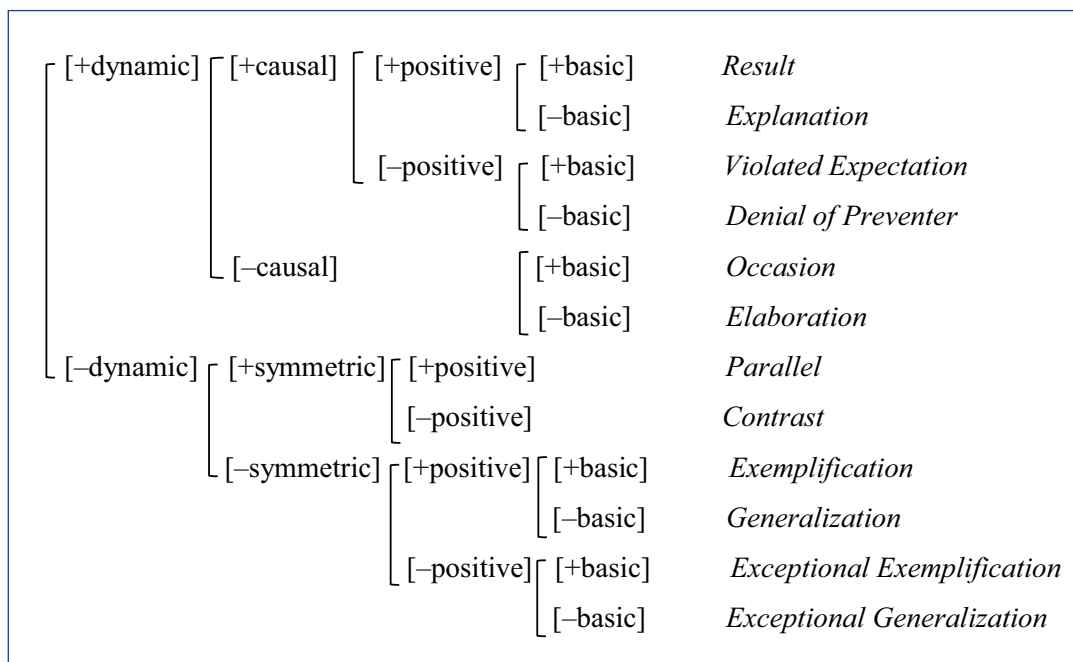 [+dynamic] [+causal] [+positive] [+basic] Result
[–basic] Explanation
[–positive] [+basic] Violated Expectation
[–basic] Denial of Preventer
[–causal] [+basic] Occasion
[–basic] Elaboration
[–dynamic] [+symmetric] [+positive] Parallel
[–positive] Contrast
[–symmetric] [+positive] [+basic] Exemplification
[–basic] Generalization
[–positive] [+basic] Exceptional Exemplification
[–basic] Exceptional Generalization